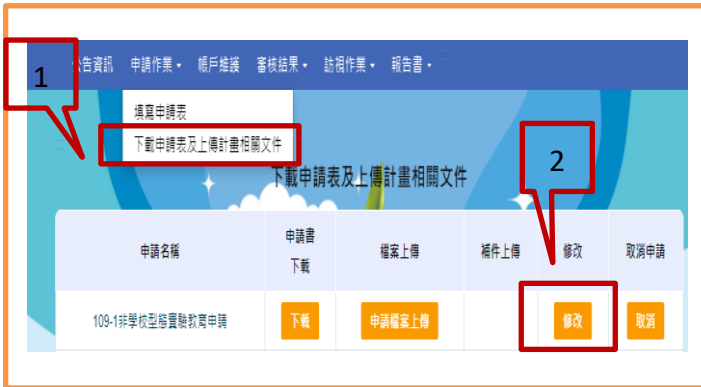 1
公告資訊 申請作業▾ 帳戶維護 審核結果▾ 訪視作業▾ 報告書▾
填寫申請表
下載申請表及上傳計畫相關文件
2
下載申請表及上傳計畫相關文件
申請名稱 申請書下載 檔案上傳 補件上傳 修改 取消申請
109-1非學校型態實驗教育申請 下載 申請檔案上傳 修改 取消